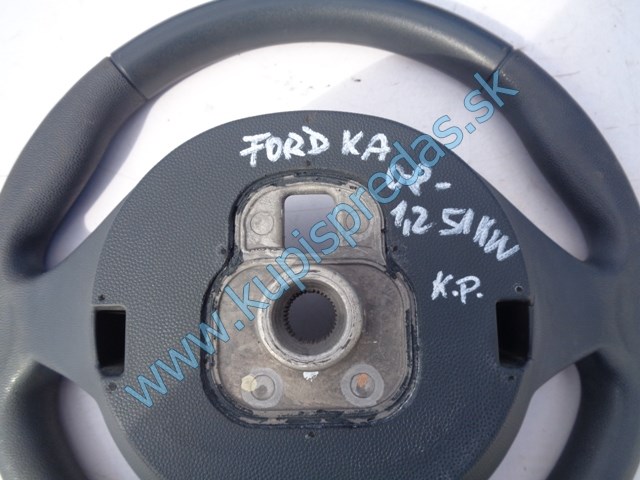 FORD KA
1,2 51KW
K.P.
www.kupispredas.sk